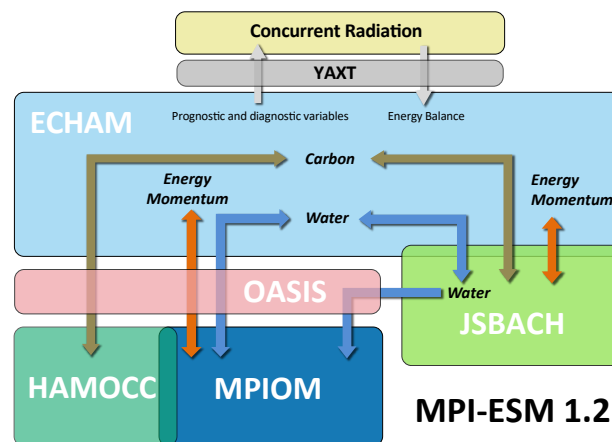 Concurrent Radiation
YAXT
ECHAM
Prognostic and diagnostic variables
Energy Balance
Carbon
Energy
Momentum
Energy
Momentum
Water
OASIS
Water
JSBACH
HAMOCC
MPIOM
MPI-ESM 1.2